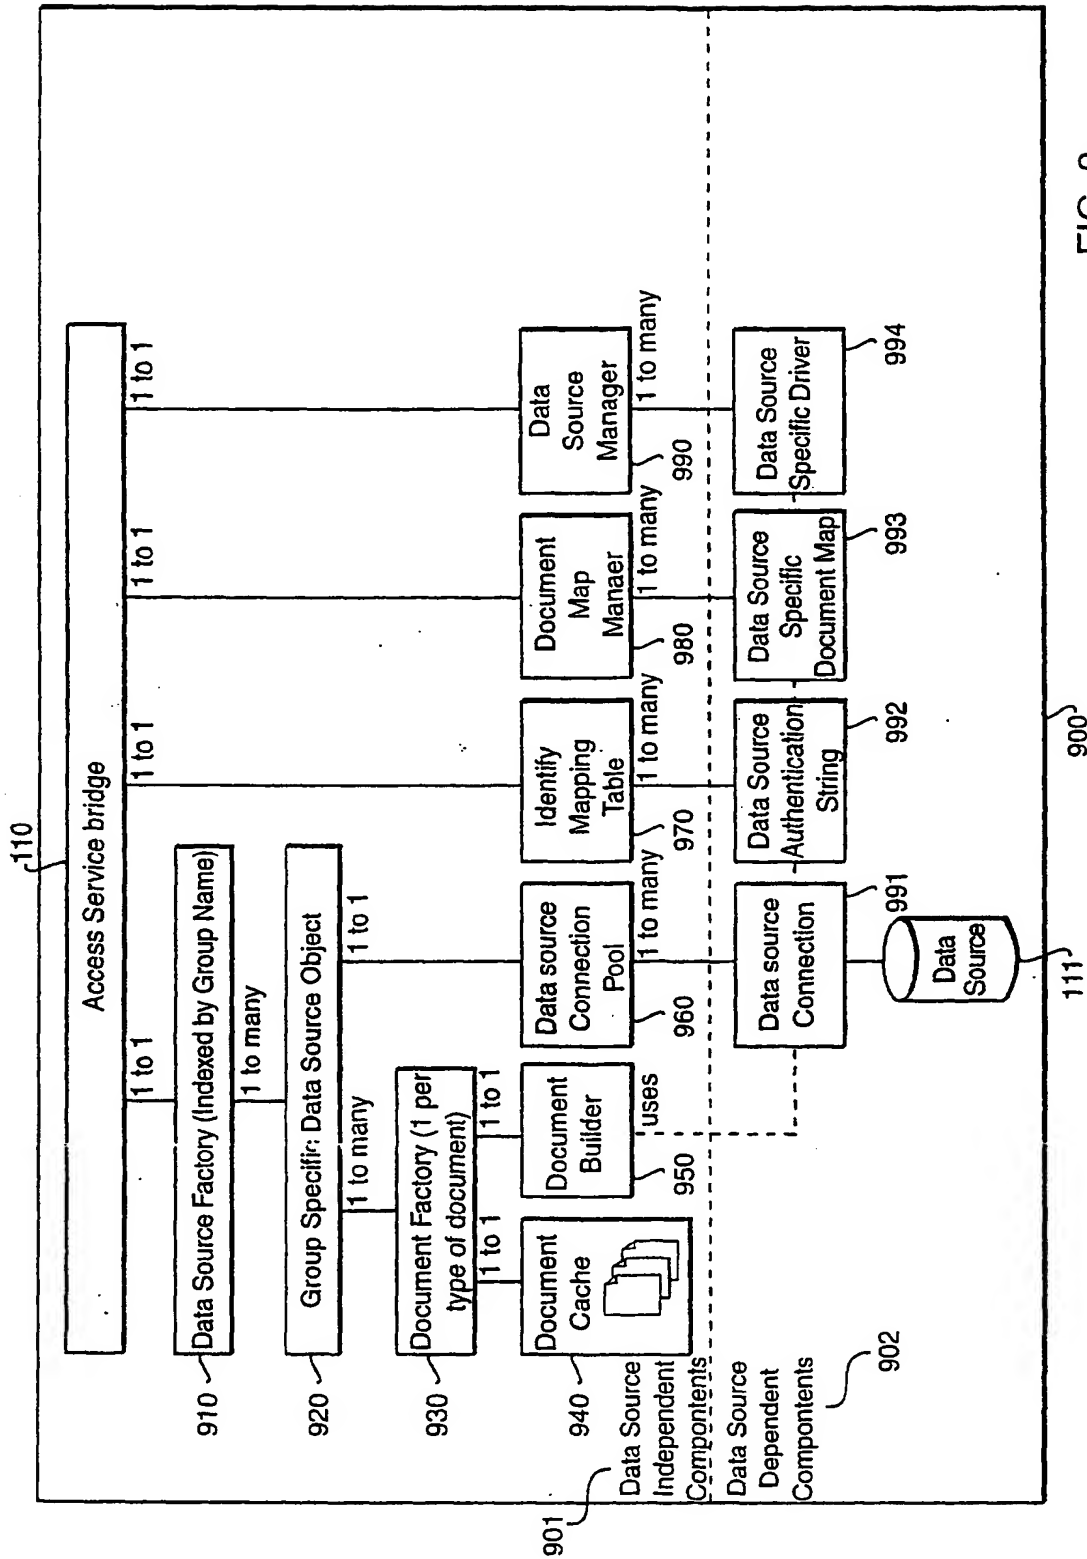 110
Access Service bridge
1 to 1
1 to 1
1 to 1
1 to 1
Data Source Factory (Indexed by Group Name)
910
1 to many
Group Specific Data Source Object
920
1 to many
1 to 1
Document Factory (1 per
type of document)
930
1 to 1
1 to 1
Document
Cache
940
Document
Builder
950
uses
Data source
Connection
Pool
960
1 to many
Identify
Mapping
Table
970
1 to many
Document
Map
Manaer
980
1 to many
Data
Source
Manager
990
1 to many
901
Data Source
Independent
Compontents
Data Source
Dependent
Compontents
902
Data source
Connection
991
Data Source
Authentication
String
992
Data Source
Specific
Document Map
993
Data Source
Specific Driver
994
Data
Source
111
900
FIG.